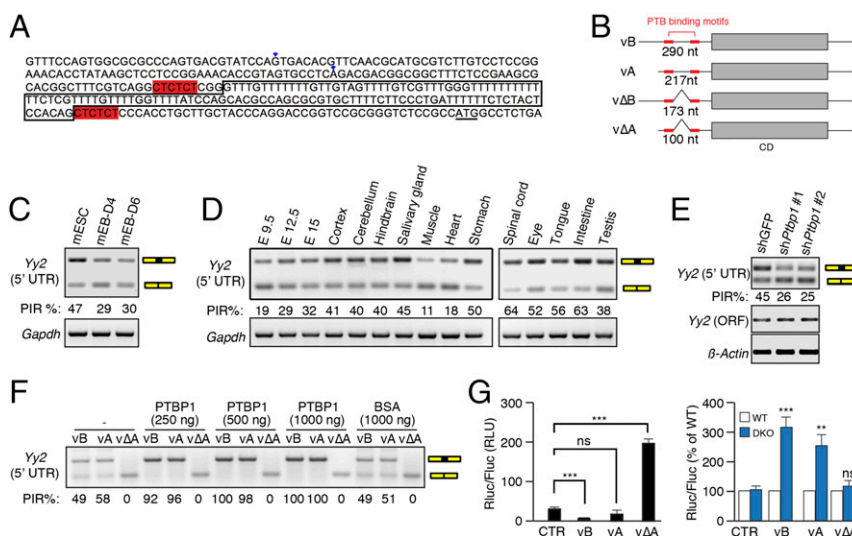 A
GTTTCCAGTGGCGCGCCCAGTGACGTATCCAGTGACACGTTCAACGCATGCGTCTTGTCCTCCGG
AAACACCTATAAGCTCCTCCGGAAACACCGTAGTGCCTCAGACGACGGCGGCTTTCTCCGAAGCG
CACGGCTTTCGTCAGGCTCTCTCGGGTTGTTTTTTGTTGTAGTTTTGTCGTTTGGGTTTTTTTT
TTCTCGTTTTGTTTTGGTTTTATCCAGCACGCCAGCGCGTGCTTTTCTTCCCTGATTTTTTCTCTACT
CCACAGCTCTCTCCCACCTGCTTGCTACCCAGGACCGGTCCGCGGGTCTCCGCCATGGCCTCTGA
B
PTB binding motifs
vB
290 nt
vA
217nt
vΔB
173 nt
vΔA
100 nt
CD
C
mESC
mEB-D4
mEB-D6
Yy2
(5' UTR)
PIR %: 47 29 30
Gapdh
D
E 9.5
E 12.5
E 15
Cortex
Cerebellum
Hindbrain
Salivary gland
Muscle
Heart
Stomach
Spinal cord
Eye
Tongue
Intestine
Testis
Yy2
(5' UTR)
PIR%: 19 29 32 41 40 40 45 11 18 50 64 52 56 63 38
Gapdh
E
shGFP
shPtbp1 #1
shPtbp1 #2
Yy2 (5' UTR)
PIR%: 45 26 25
Yy2 (ORF)
ß-Actin
F
- PTBP1 PTBP1 PTBP1 BSA
(250 ng) (500 ng) (1000 ng) (1000 ng)
vB vA vΔA vB vA vΔA vB vA vΔA vB vA vΔA vB vA vΔA
Yy2
(5' UTR)
PIR%: 49 58 0 92 96 0 100 98 0 100 100 0 49 51 0
G
Rluc/Fluc (RLU)
300
200
100
0
***
ns
***
CTR vB vA vΔA
Rluc/Fluc (% of WT)
400
300
200
100
0
WT
DKO
***
**
ns
CTR vB vA vΔA